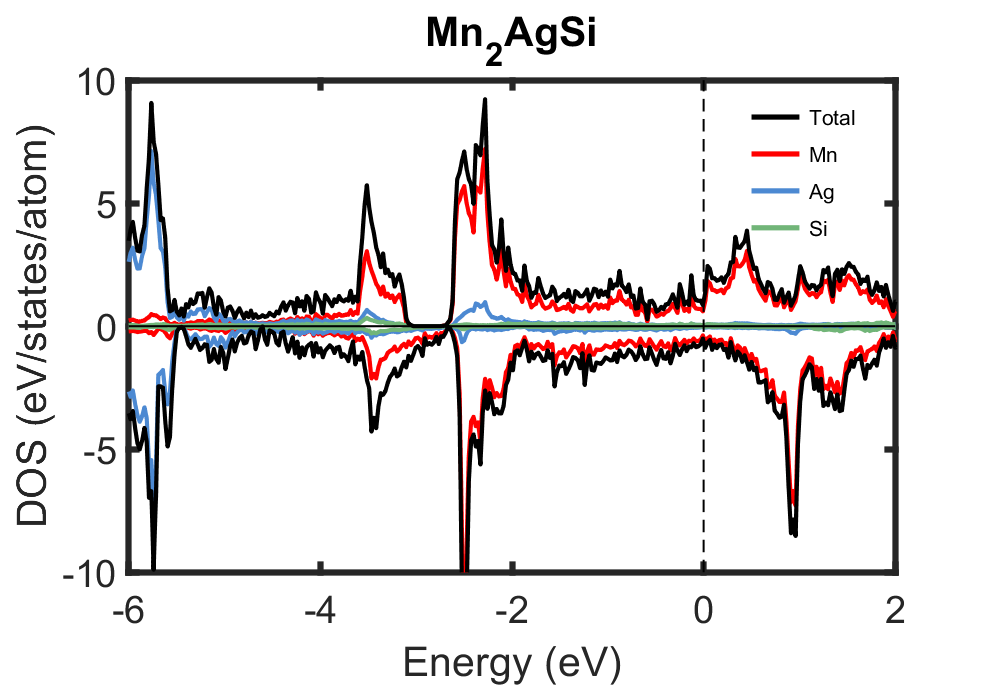 Mn2AgSi
DOS (eV/states/atom)
10
5
0
-5
-10
Total
Mn
Ag
Si
-6 -4 -2 0 2
Energy (eV)